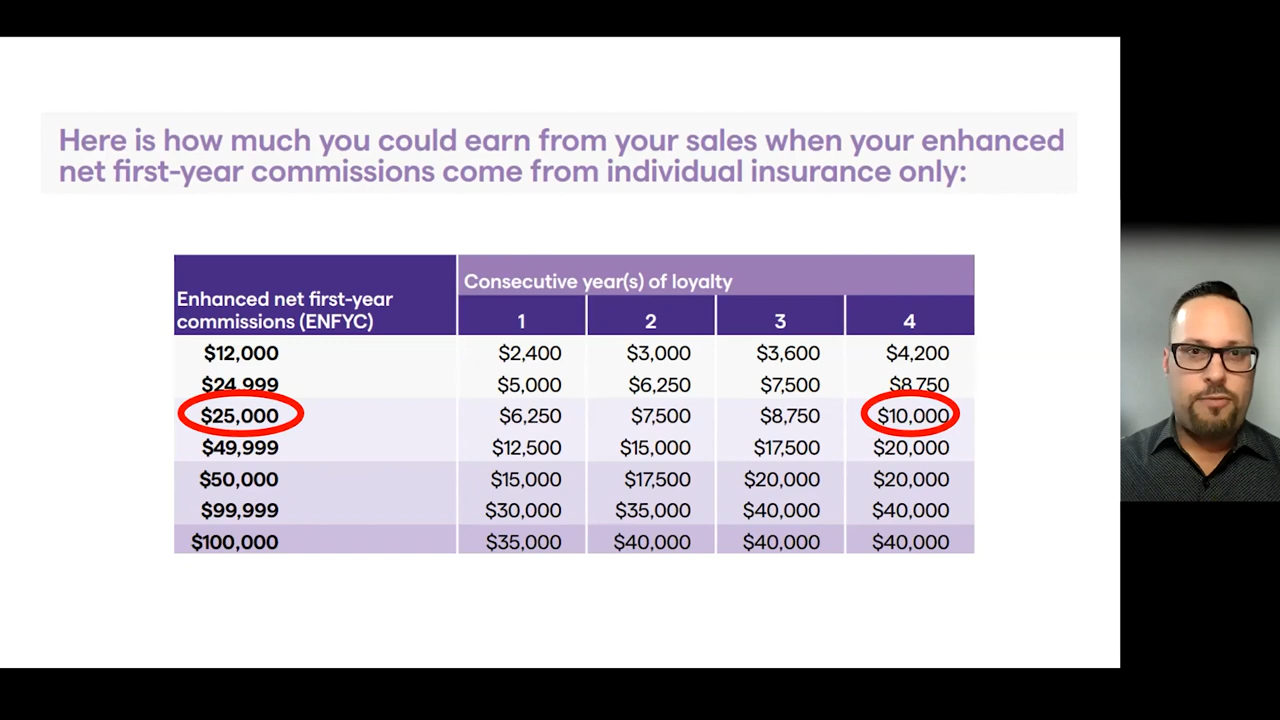 Here is how much you could earn from your sales when your enhanced
net first-year commissions come from individual insurance only:
Enhanced net first-year
commissions (ENFYC)
Consecutive year(s) of loyalty
1 2 3 4
$12,000 $2,400 $3,000 $3,600 $4,200
$24,999 $5,000 $6,250 $7,500 $8,750
$25,000 $6,250 $7,500 $8,750 $10,000
$49,999 $12,500 $15,000 $17,500 $20,000
$50,000 $15,000 $17,500 $20,000 $20,000
$99,999 $30,000 $35,000 $40,000 $40,000
$100,000 $35,000 $40,000 $40,000 $40,000